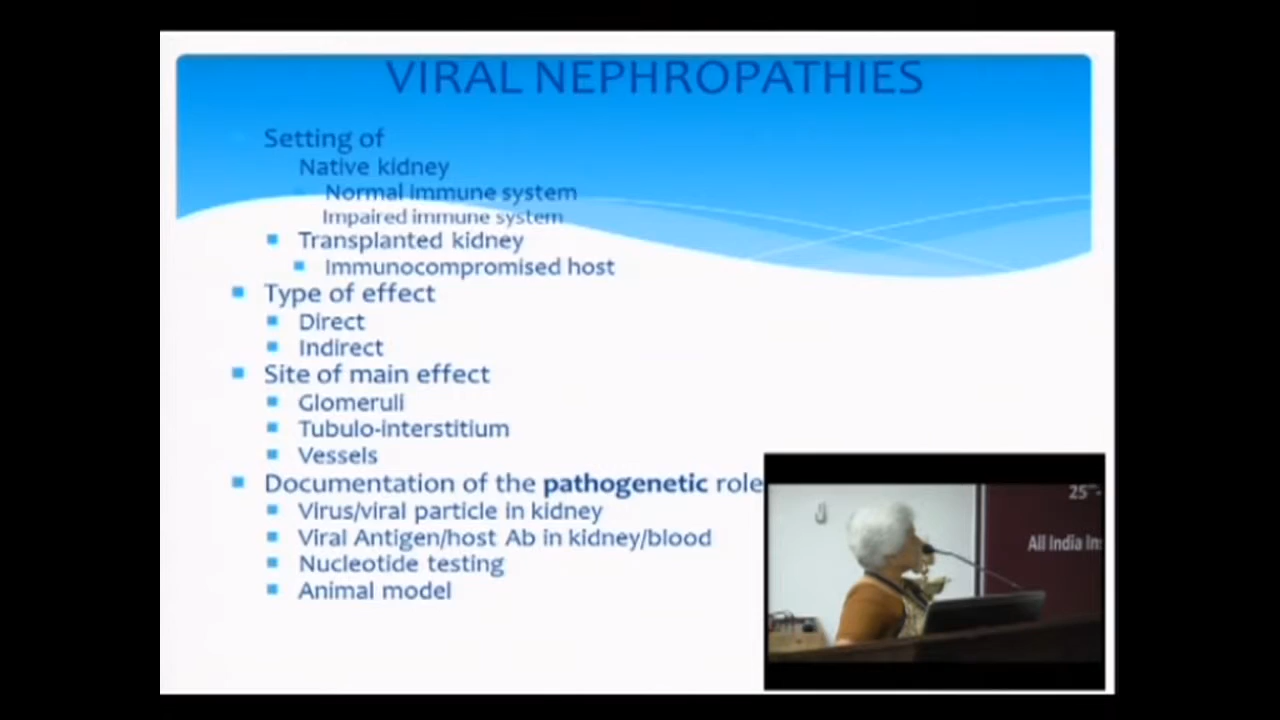 VIRAL NEPHROPATHIES
Setting of
Native kidney
Normal immune system
Impaired immune system
Transplanted kidney
Immunocompromised host
Type of effect
Direct
Indirect
Site of main effect
Glomeruli
Tubulo-interstitium
Vessels
Documentation of the pathogenetic role
Virus/viral particle in kidney
Viral Antigen/host Ab in kidney/blood
Nucleotide testing
Animal model
25
All India Ins